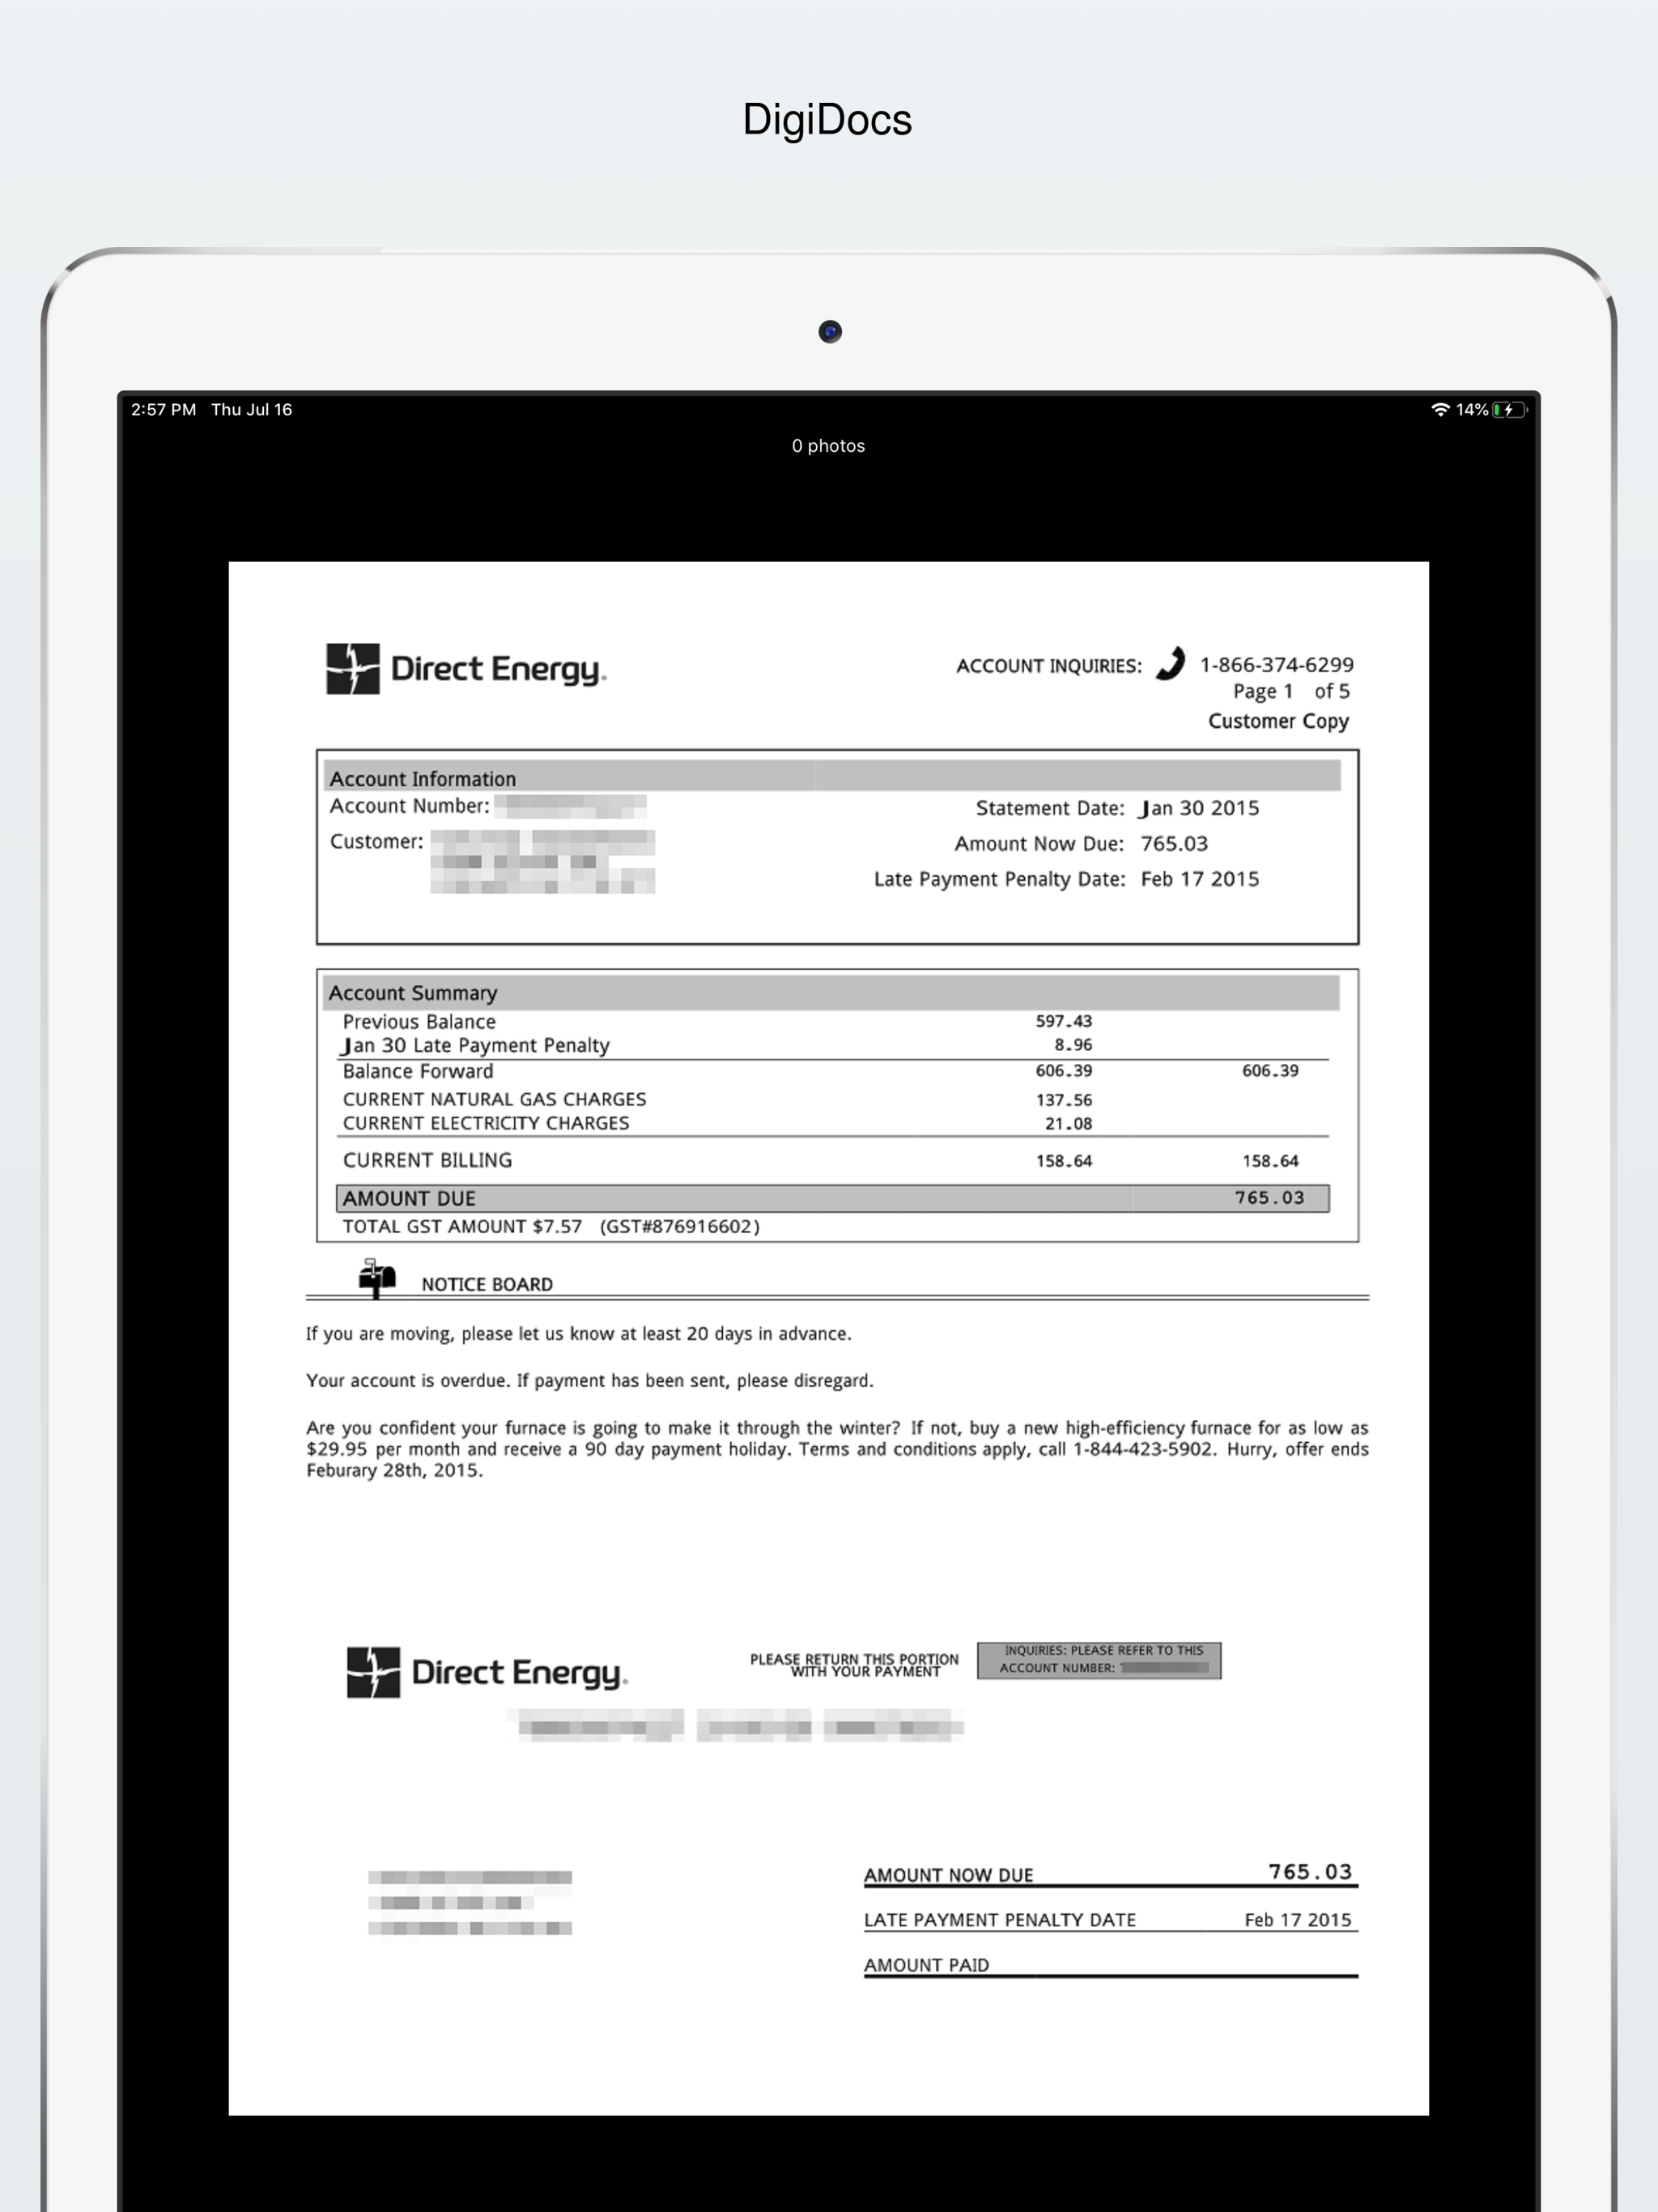 DigiDocs
2:57 PM Thu Jul 16
14%
0 photos
Direct Energy.
ACCOUNT INQUIRIES: 1-866-374-6299
Page 1 of 5
Customer Copy
Account Information
Account Number:
Customer:
Statement Date: Jan 30 2015
Amount Now Due: 765.03
Late Payment Penalty Date: Feb 17 2015
Account Summary
Previous Balance 597.43
Jan 30 Late Payment Penalty 8.96
Balance Forward 606.39 606.39
CURRENT NATURAL GAS CHARGES 137.56
CURRENT ELECTRICITY CHARGES 21.08
CURRENT BILLING 158.64 158.64
AMOUNT DUE 765.03
TOTAL GST AMOUNT $7.57 (GST#876916602)
NOTICE BOARD
If you are moving, please let us know at least 20 days in advance.
Your account is overdue. If payment has been sent, please disregard.
Are you confident your furnace is going to make it through the winter? If not, buy a new high-efficiency furnace for as low as
$29.95 per month and receive a 90 day payment holiday. Terms and conditions apply, call 1-844-423-5902. Hurry, offer ends
Feburary 28th, 2015.
Direct Energy.
PLEASE RETURN THIS PORTION
WITH YOUR PAYMENT
INQUIRIES: PLEASE REFER TO THIS
ACCOUNT NUMBER:
AMOUNT NOW DUE 765.03
LATE PAYMENT PENALTY DATE Feb 17 2015
AMOUNT PAID